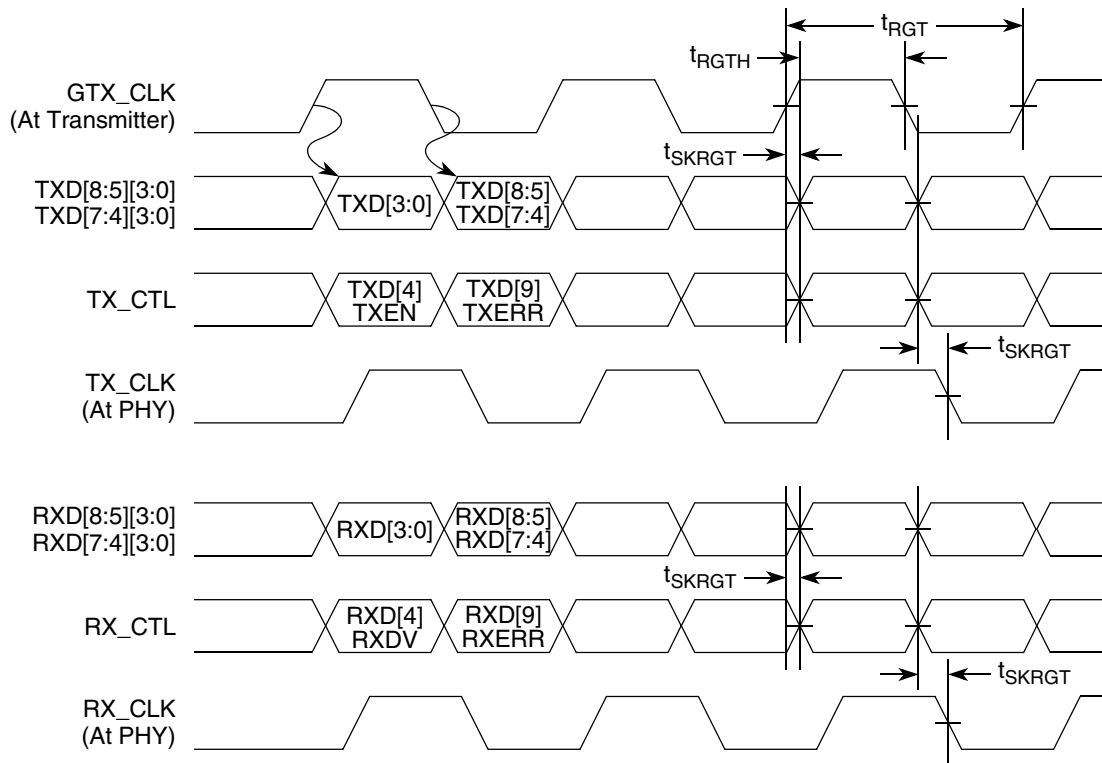 tRGT
tRGTH
GTX_CLK
(At Transmitter)
tSKRGT
TXD[8:5][3:0]
TXD[7:4][3:0]
TXD[3:0]
TXD[8:5]
TXD[7:4]
TX_CTL
TXD[4]
TXEN
TXD[9]
TXERR
tSKRGT
TX_CLK
(At PHY)
RXD[8:5][3:0]
RXD[7:4][3:0]
RXD[3:0]
RXD[8:5]
RXD[7:4]
tSKRGT
RX_CTL
RXD[4]
RXDV
RXD[9]
RXERR
tSKRGT
RX_CLK
(At PHY)